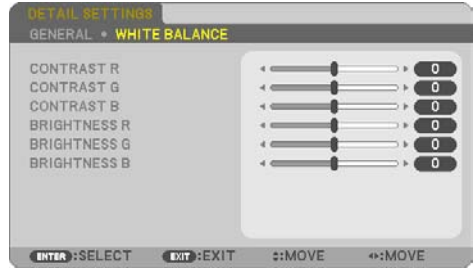 DETAIL SETTINGS
GENERAL • WHITE BALANCE
CONTRAST R 0
CONTRAST G 0
CONTRAST B 0
BRIGHTNESS R 0
BRIGHTNESS G 0
BRIGHTNESS B 0
ENTER :SELECT EXIT :EXIT ↕:MOVE ↔:MOVE